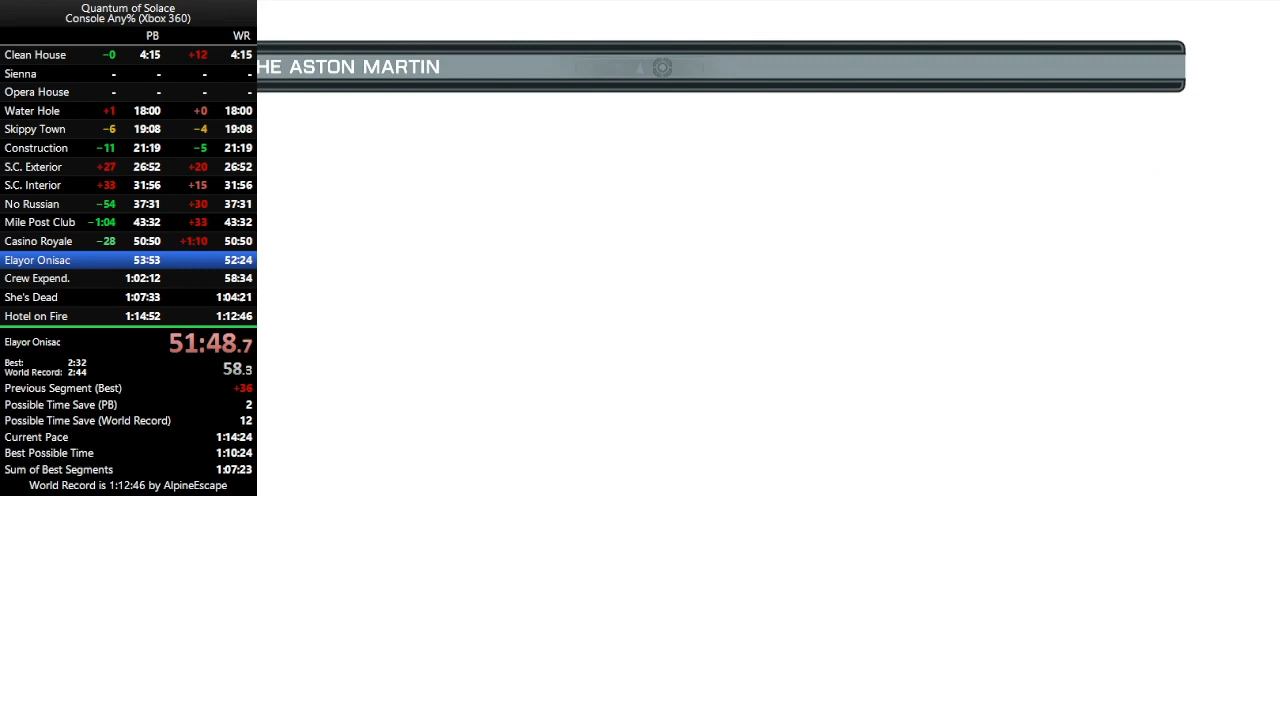 Quantum of Solace
Console Any% (Xbox 360)
PB WR
Clean House −0 4:15 +12 4:15
Sienna - - - -
Opera House - - - -
Water Hole +1 18:00 +0 18:00
Skippy Town −6 19:08 −4 19:08
Construction −11 21:19 −5 21:19
S.C. Exterior +27 26:52 +20 26:52
S.C. Interior +33 31:56 +15 31:56
No Russian −54 37:31 +30 37:31
Mile Post Club −1:04 43:32 +33 43:32
Casino Royale −28 50:50 +1:10 50:50
Elayor Onisac 53:53 52:24
Crew Expend. 1:02:12 58:34
She's Dead 1:07:33 1:04:21
Hotel on Fire 1:14:52 1:12:46
Elayor Onisac 51:48.7
Best: 2:32
World Record: 2:44 58.3
Previous Segment (Best) +36
Possible Time Save (PB) 2
Possible Time Save (World Record) 12
Current Pace 1:14:24
Best Possible Time 1:10:24
Sum of Best Segments 1:07:23
World Record is 1:12:46 by AlpineEscape
HE ASTON MARTIN